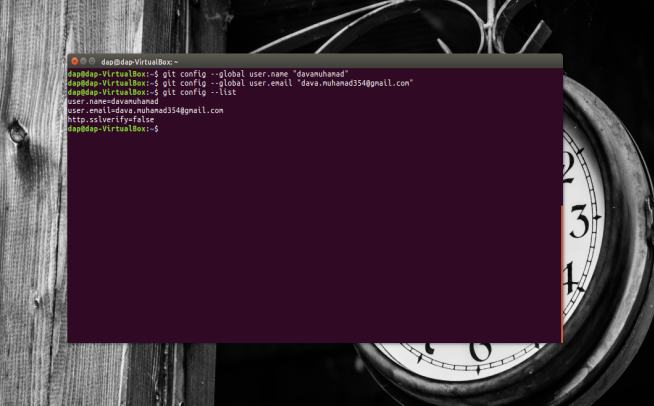 dap@dap-VirtualBox: ~
dap@dap-VirtualBox:~$ git config --global user.name "davamuhamad"
dap@dap-VirtualBox:~$ git config --global user.email "dava.muhamad354@gmail.com"
dap@dap-VirtualBox:~$ git config --list
user.name=davamuhamad
user.email=dava.muhamad354@gmail.com
http.sslverify=false
dap@dap-VirtualBox:~$
2
3
4
6